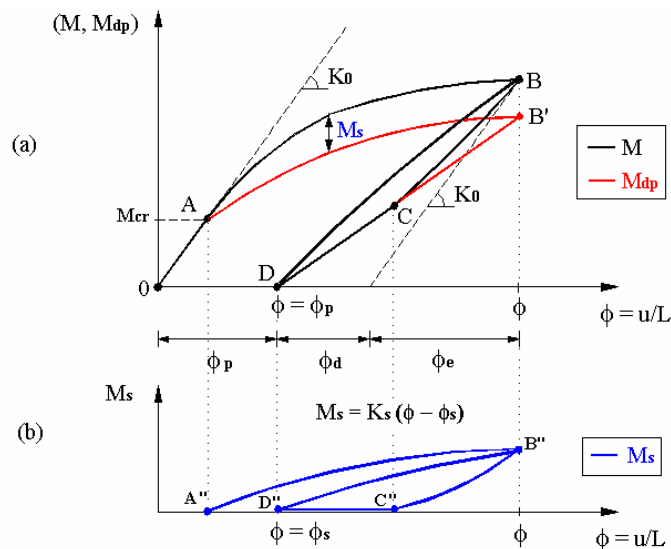 (M, Mdp)
K0
B
Ms
B'
(a)
M
Mdp
A
Mcr
C
K0
D
0
ϕ = ϕp
ϕ
ϕ = u/L
ϕp
ϕd
ϕe
Ms
Ms = Ks (ϕ – ϕs)
(b)
B"
Ms
A"
D"
C"
ϕ = ϕs
ϕ
ϕ = u/L